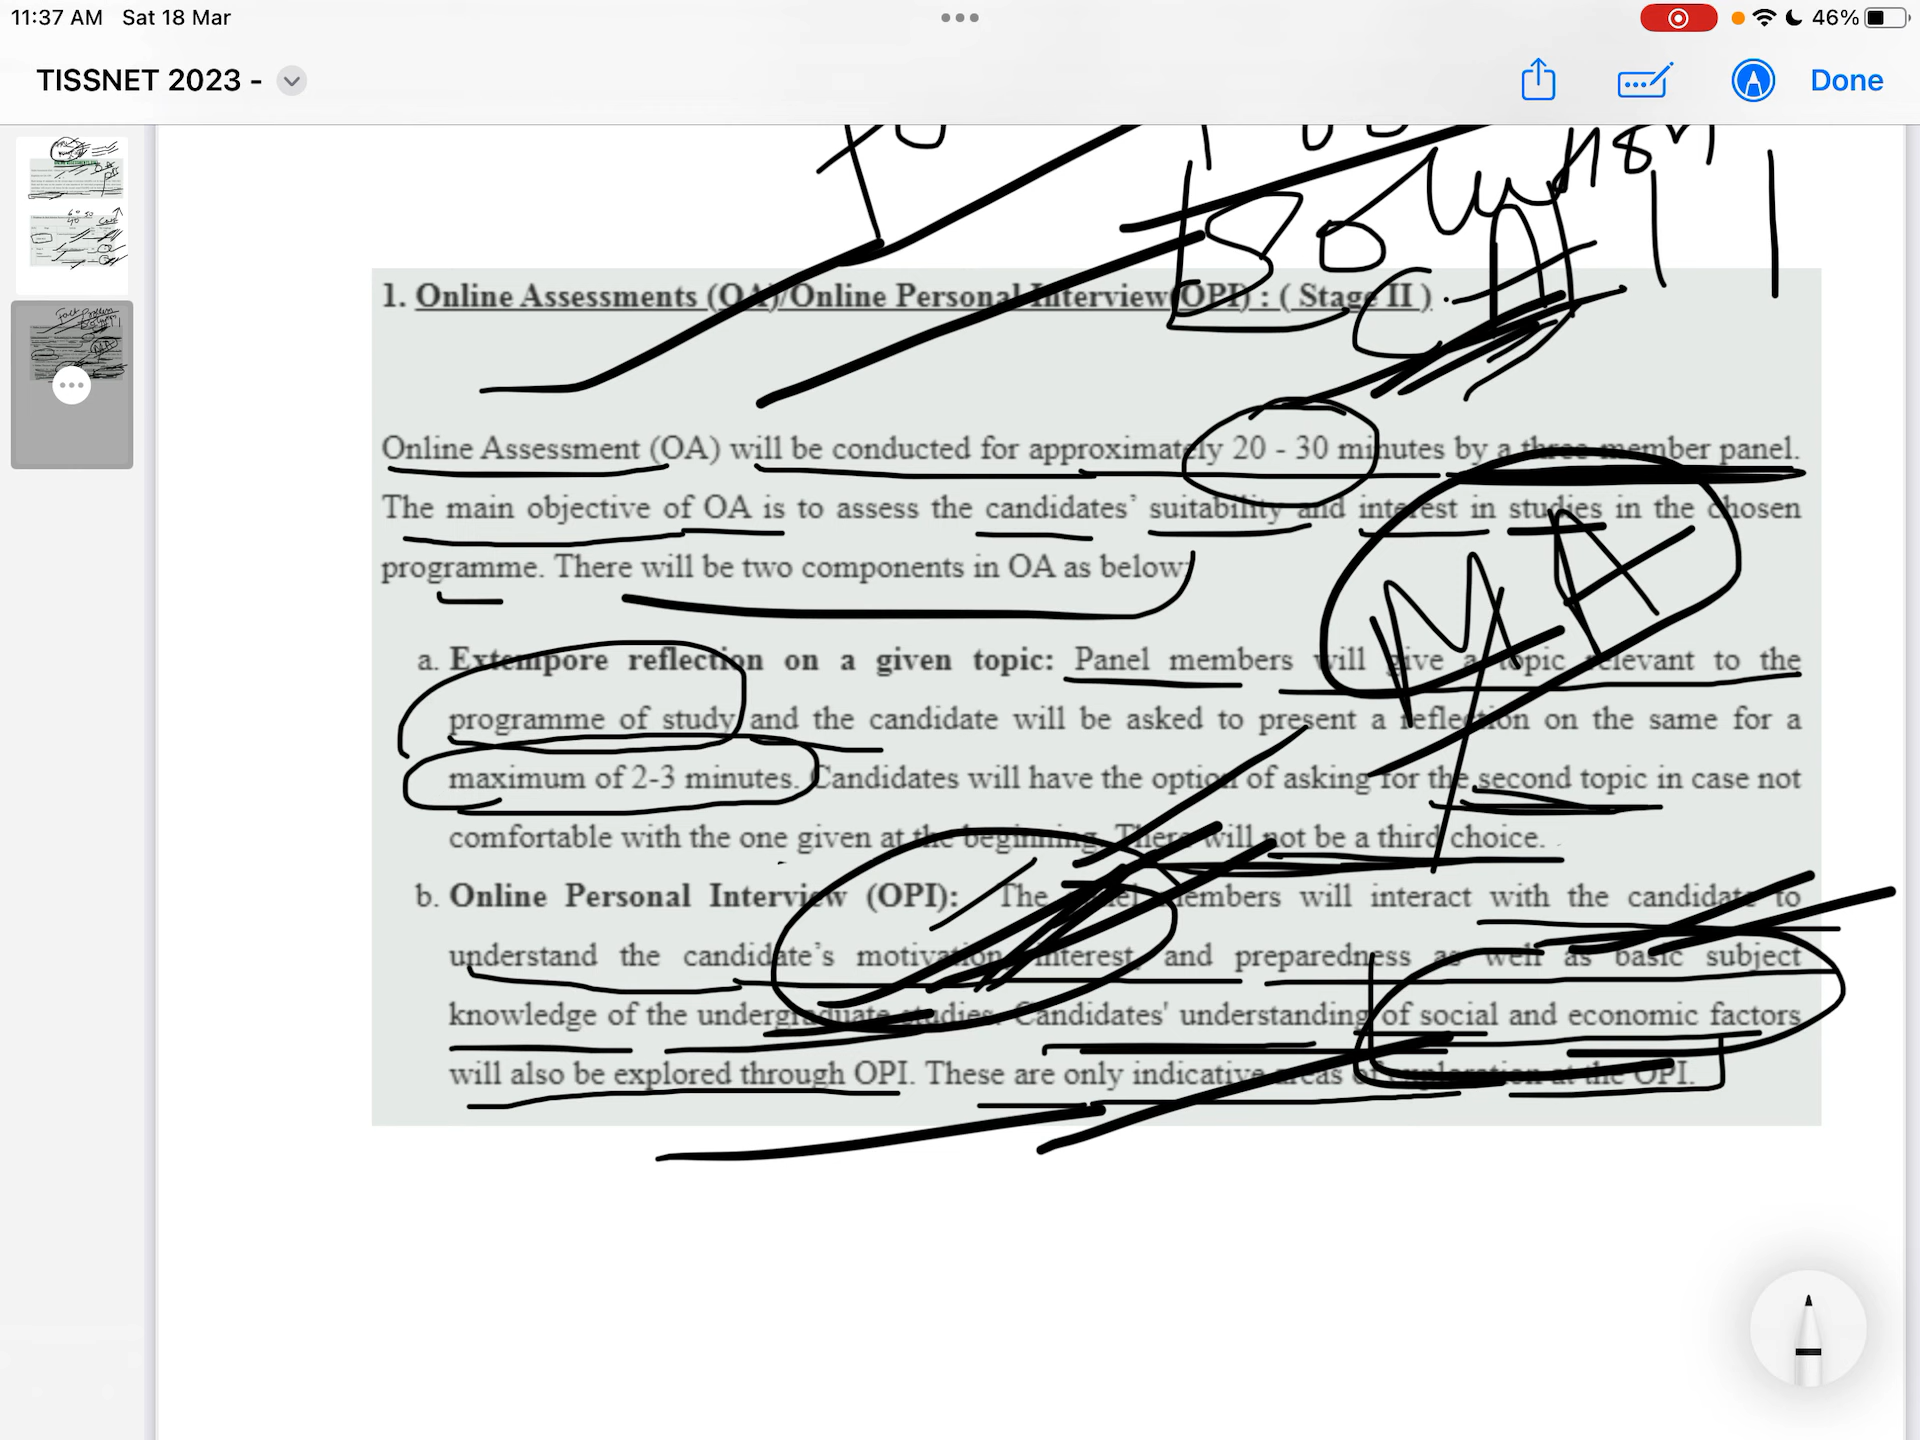 11:37 AM Sat 18 Mar
46%
TISSNET 2023 -
Done
1. Online Assessments (OA)/Online Personal Interview(OPI) : ( Stage II )
Online Assessment (OA) will be conducted for approximately 20 - 30 minutes by a three member panel.
The main objective of OA is to assess the candidates' suitability and interest in studies in the chosen
programme. There will be two components in OA as below:
a. Extempore reflection on a given topic: Panel members will give a topic relevant to the
programme of study and the candidate will be asked to present a reflection on the same for a
maximum of 2-3 minutes. Candidates will have the option of asking for the second topic in case not
comfortable with the one given at the beginning. There will not be a third choice.
b. Online Personal Interview (OPI): The panel members will interact with the candidate to
understand the candidate's motivation, interest, and preparedness as well as basic subject
knowledge of the undergraduate studies. Candidates' understanding of social and economic factors
will also be explored through OPI. These are only indicative areas of exploration at the OPI.
MA